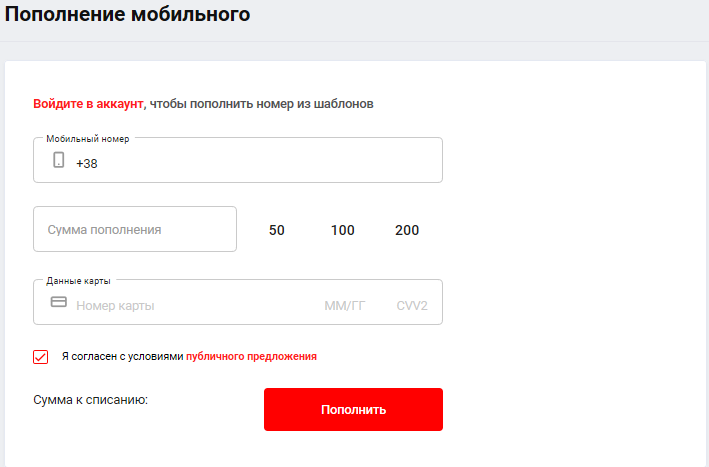 Пополнение мобильного
Войдите в аккаунт, чтобы пополнить номер из шаблонов
Мобильный номер
+38
Сумма пополнения 50 100 200
Данные карты
Номер карты ММ/ГГ CVV2
Я согласен с условиями публичного предложения
Сумма к списанию: Пополнить